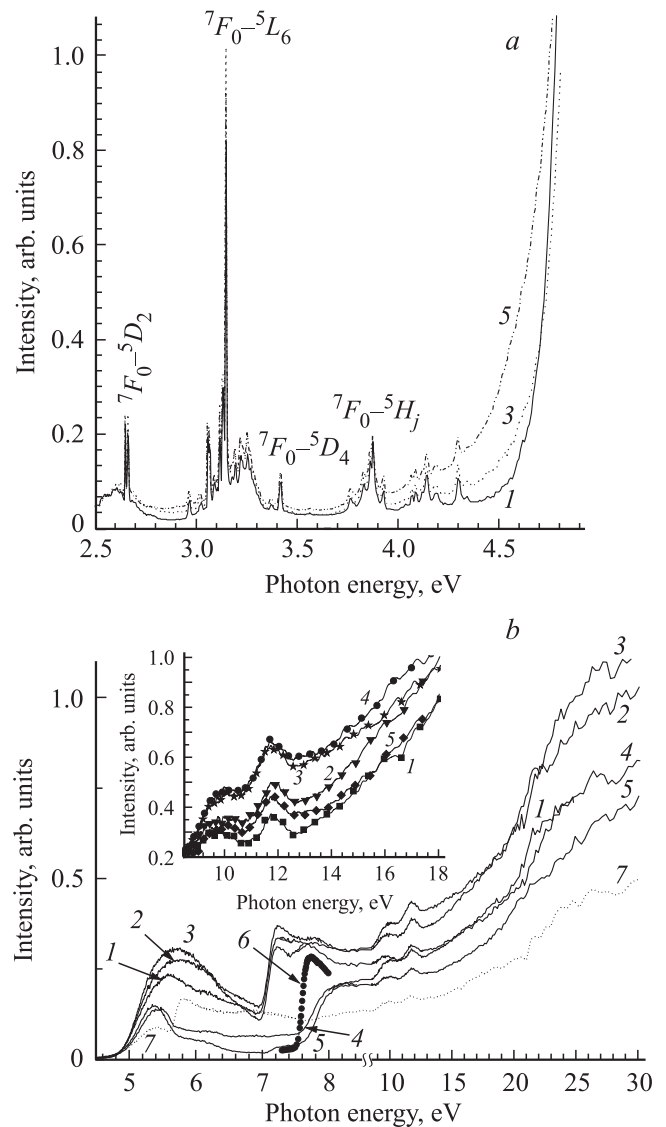 ⁷F₀–⁵L₆
a
1.0
0.8
0.6
0.4
0.2
0
Intensity, arb. units
⁷F₀–⁵D₂
⁷F₀–⁵D₄
⁷F₀–⁵Hⱼ
5
3
1
2.5 3.0 3.5 4.0 4.5
Photon energy, eV
b
1.0
0.8
0.6
0.4
0.2
Intensity, arb. units
4
3
2
5
1
10 12 14 16 18
Photon energy, eV
3
2
4
1
5
7
1.0
0.5
0
Intensity, arb. units
2
3
1
6
7
5
4
5 6 7 8 10 15 20 25 30
Photon energy, eV